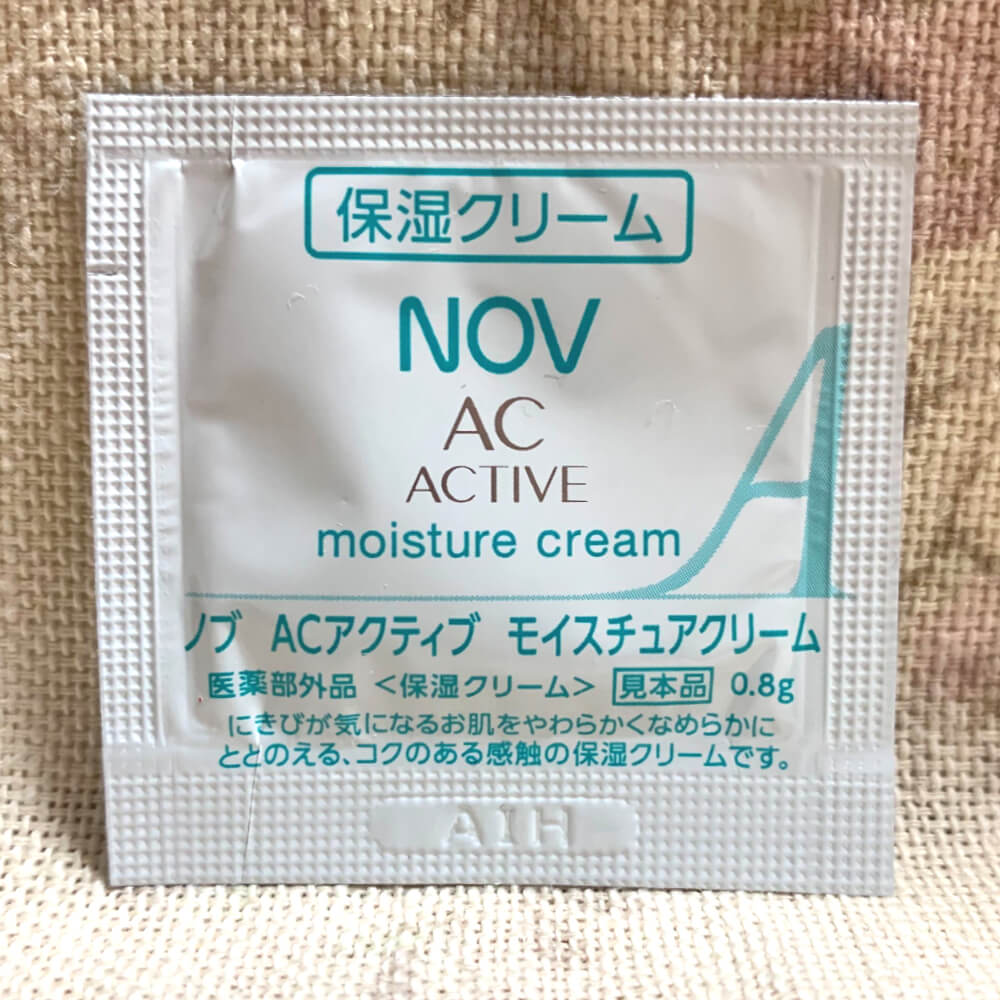 保湿クリーム
NOV
AC
ACTIVE
moisture cream
A
ノブ ACアクティブ モイスチュアクリーム
医薬部外品 <保湿クリーム> 見本品 0.8g
にきびが気になるお肌をやわらかくなめらかに
ととのえる、コクのある感触の保湿クリームです。
AIH